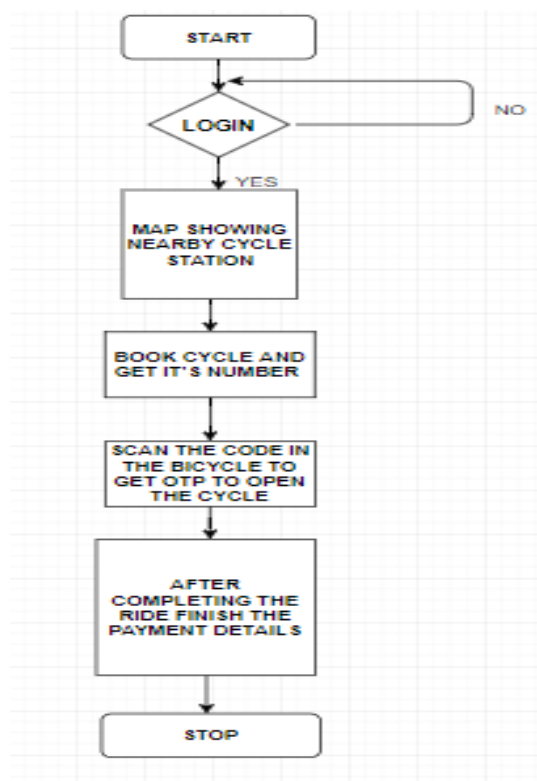 START
LOGIN
NO
YES
MAP SHOWING
NEARBY CYCLE
STATION
BOOK CYCLE AND
GET IT'S NUMBER
SCAN THE CODE IN
THE BICYCLE TO
GET OTP TO OPEN
THE CYCLE
AFTER
COMPLETING THE
RIDE FINISH THE
PAYMENT DETAILS
STOP